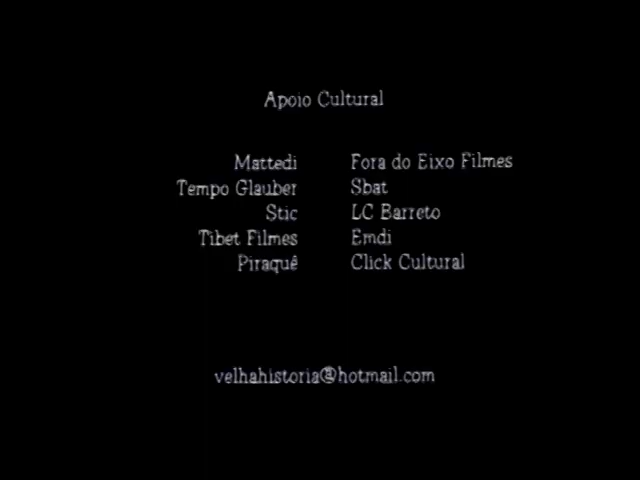 Apoio Cultural
Mattedi Fora do Eixo Filmes
Tempo Glauber Sbat
Stic LC Barreto
Tibet Filmes Emdi
Piraquê Click Cultural
velhahistoria@hotmail.com